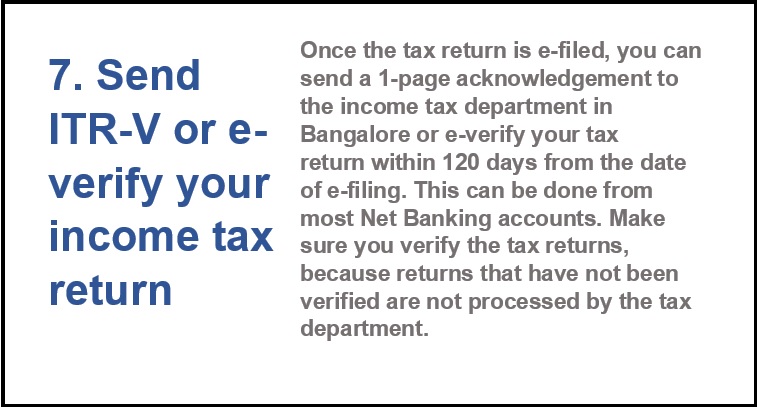 7. Send
ITR-V or e-
verify your
income tax
return
Once the tax return is e-filed, you can
send a 1-page acknowledgement to
the income tax department in
Bangalore or e-verify your tax
return within 120 days from the date
of e-filing. This can be done from
most Net Banking accounts. Make
sure you verify the tax returns,
because returns that have not been
verified are not processed by the tax
department.